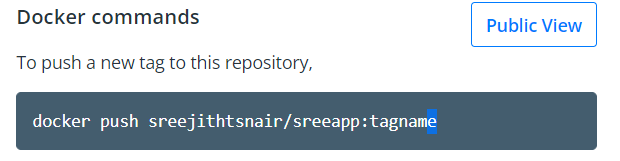 Docker commands
Public View
To push a new tag to this repository,
docker push sreejithtsnair/sreeapp:tagname